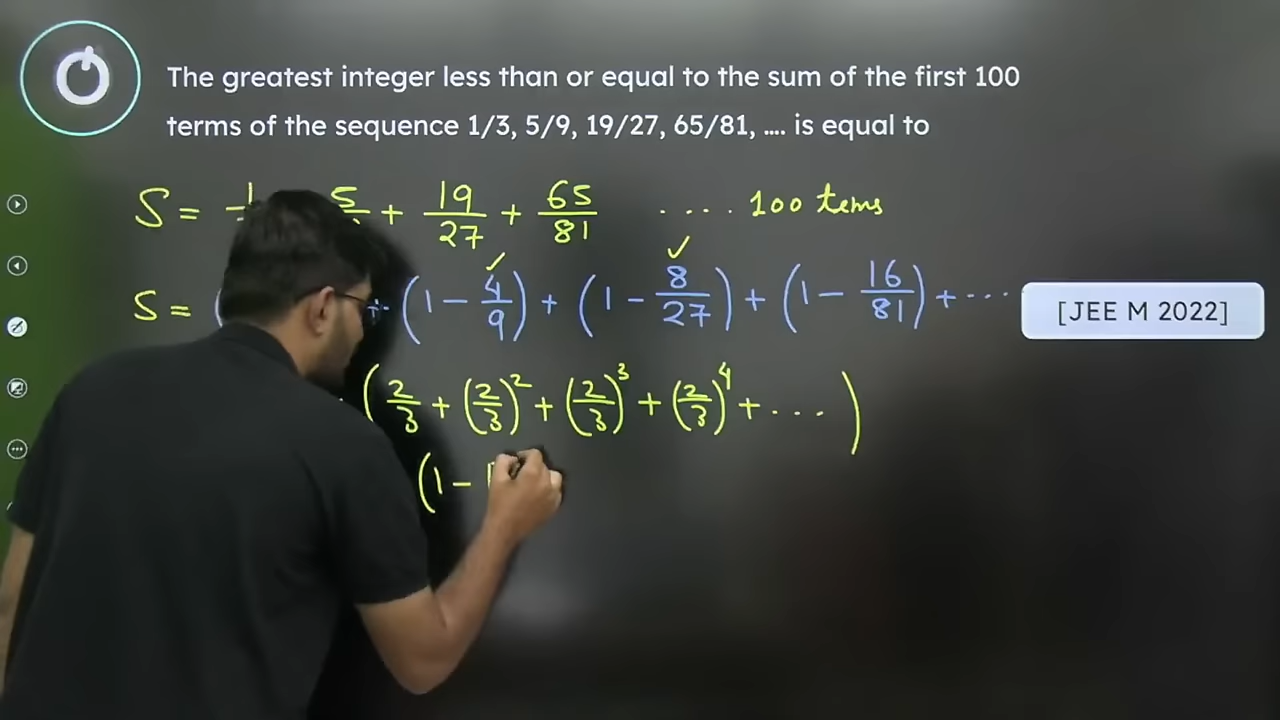 The greatest integer less than or equal to the sum of the first 100
terms of the sequence 1/3, 5/9, 19/27, 65/81, .... is equal to
S = 1 5 + 19/27 + 65/81 .... 100 terms
S = ( + (1 - 4/9) + (1 - 8/27) + (1 - 16/81) + ...
[JEE M 2022]
(2/3 + (2/3)^2 + (2/3)^3 + (2/3)^4 + ... )
(1 -